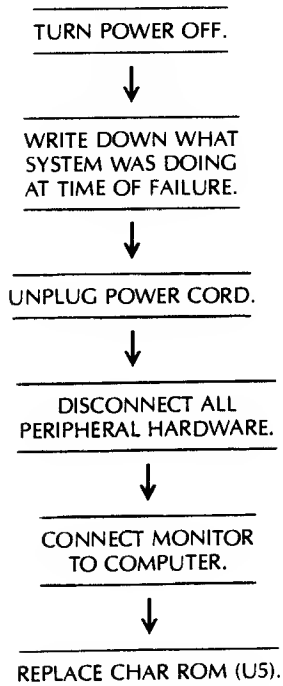 TURN POWER OFF.
WRITE DOWN WHAT
SYSTEM WAS DOING
AT TIME OF FAILURE.
UNPLUG POWER CORD.
DISCONNECT ALL
PERIPHERAL HARDWARE.
CONNECT MONITOR
TO COMPUTER.
REPLACE CHAR ROM (U5).